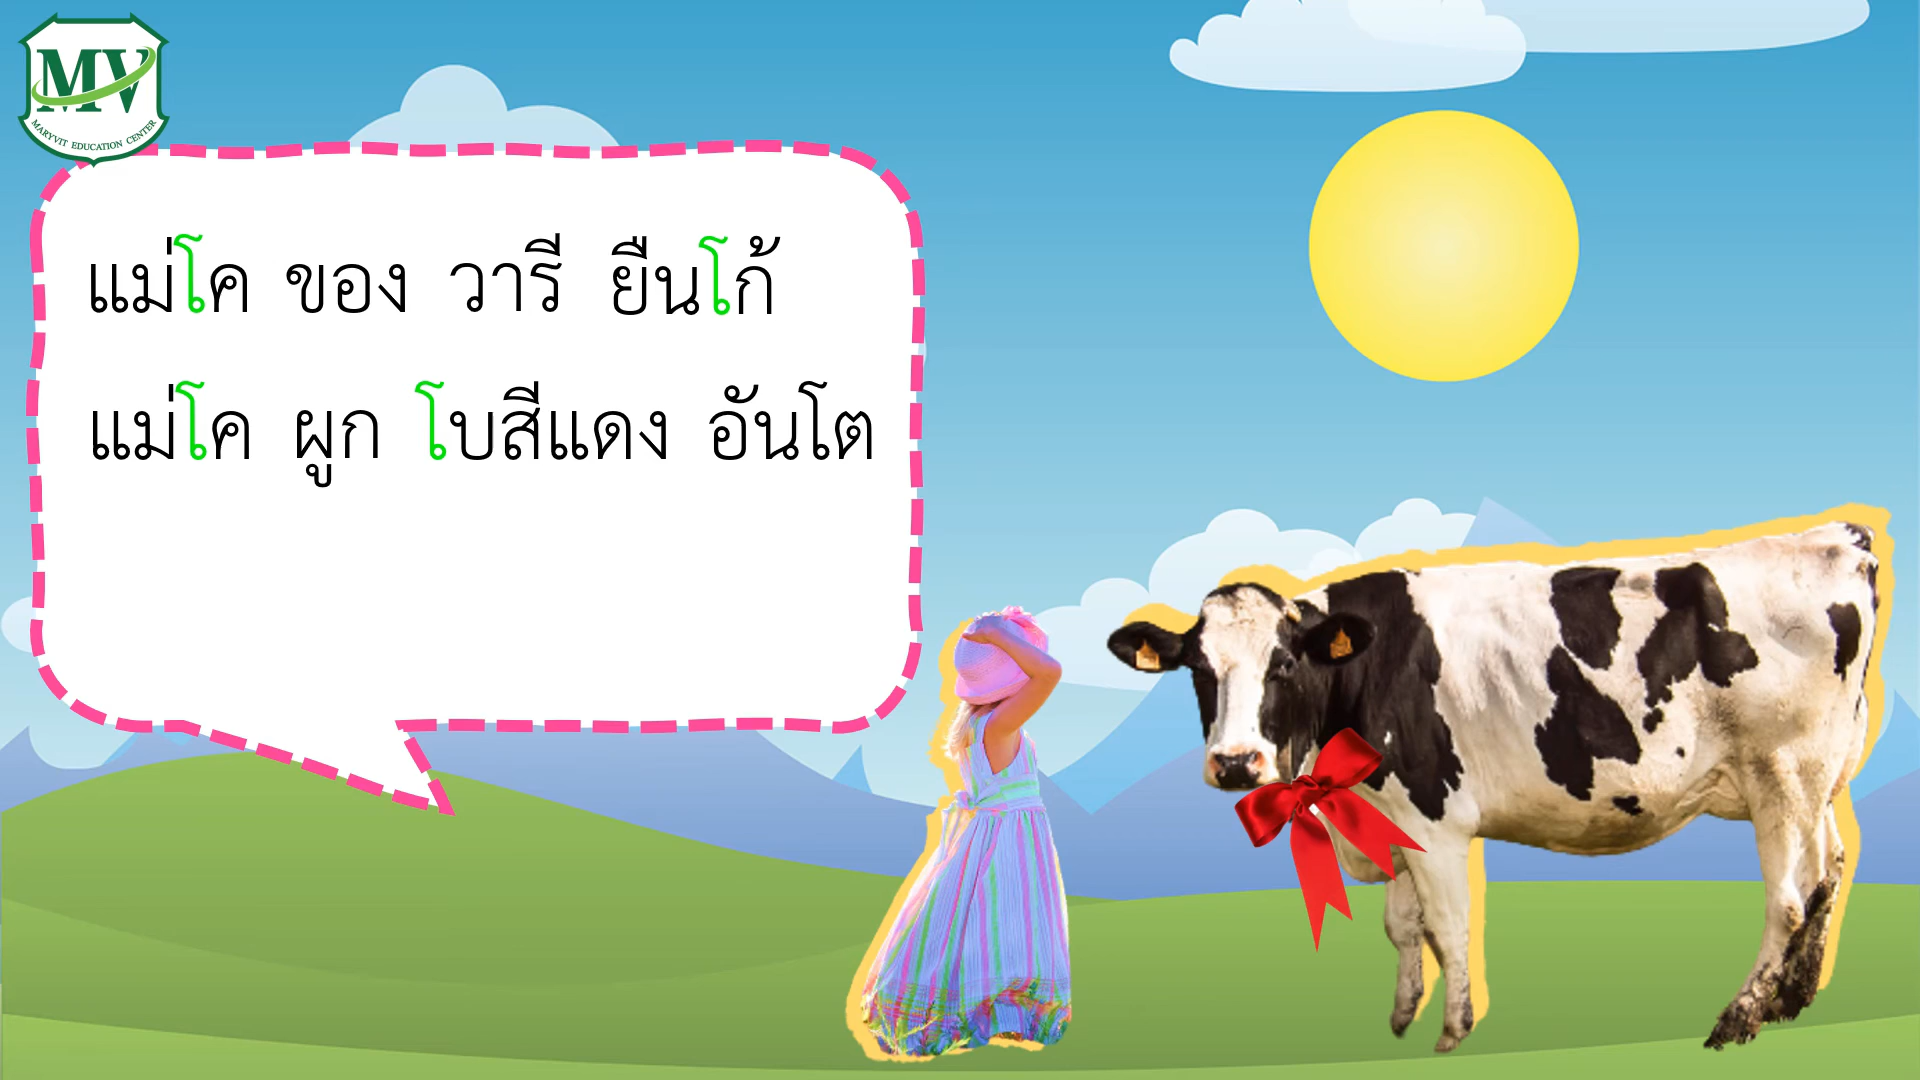 MV
MARYVIT EDUCATION CENTER
แม่โค ของ วารี ยืนโก้
แม่โค ผูก โบสีแดง อันโต